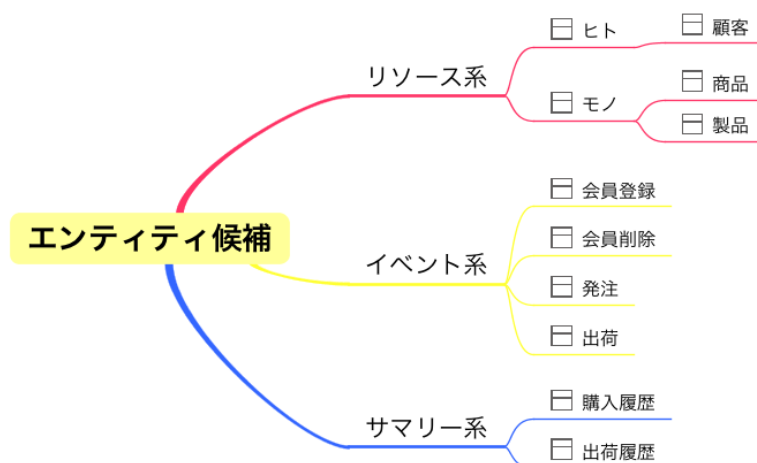 エンティティ候補
リソース系
ヒト
顧客
モノ
商品
製品
イベント系
会員登録
会員削除
発注
出荷
サマリー系
購入履歴
出荷履歴